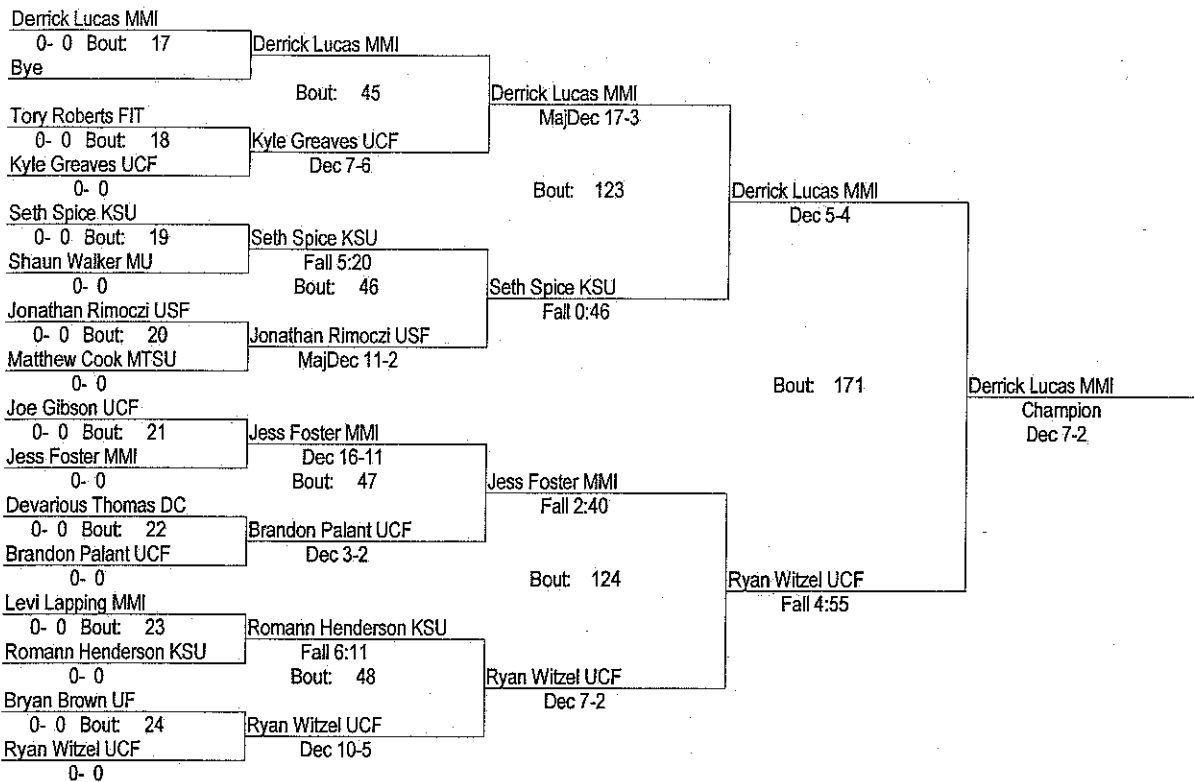 Derrick Lucas MMI
0- 0 Bout: 17
Bye
Tory Roberts FIT
0- 0 Bout: 18
Kyle Greaves UCF
0- 0
Seth Spice KSU
0- 0 Bout: 19
Shaun Walker MU
0- 0
Jonathan Rimoczi USF
0- 0 Bout: 20
Matthew Cook MTSU
0- 0
Joe Gibson UCF
0- 0 Bout: 21
Jess Foster MMI
0- 0
Devarious Thomas DC
0- 0 Bout: 22
Brandon Palant UCF
0- 0
Levi Lapping MMI
0- 0 Bout: 23
Romann Henderson KSU
0- 0
Bryan Brown UF
0- 0 Bout: 24
Ryan Witzel UCF
0- 0
Derrick Lucas MMI
Bout: 45
Kyle Greaves UCF
Dec 7-6
Seth Spice KSU
Fall 5:20
Bout: 46
Jonathan Rimoczi USF
MajDec 11-2
Jess Foster MMI
Dec 16-11
Bout: 47
Brandon Palant UCF
Dec 3-2
Romann Henderson KSU
Fall 6:11
Bout: 48
Ryan Witzel UCF
Dec 10-5
Derrick Lucas MMI
MajDec 17-3
Bout: 123
Seth Spice KSU
Fall 0:46
Jess Foster MMI
Fall 2:40
Bout: 124
Ryan Witzel UCF
Dec 7-2
Derrick Lucas MMI
Dec 5-4
Bout: 171
Ryan Witzel UCF
Fall 4:55
Derrick Lucas MMI
Champion
Dec 7-2